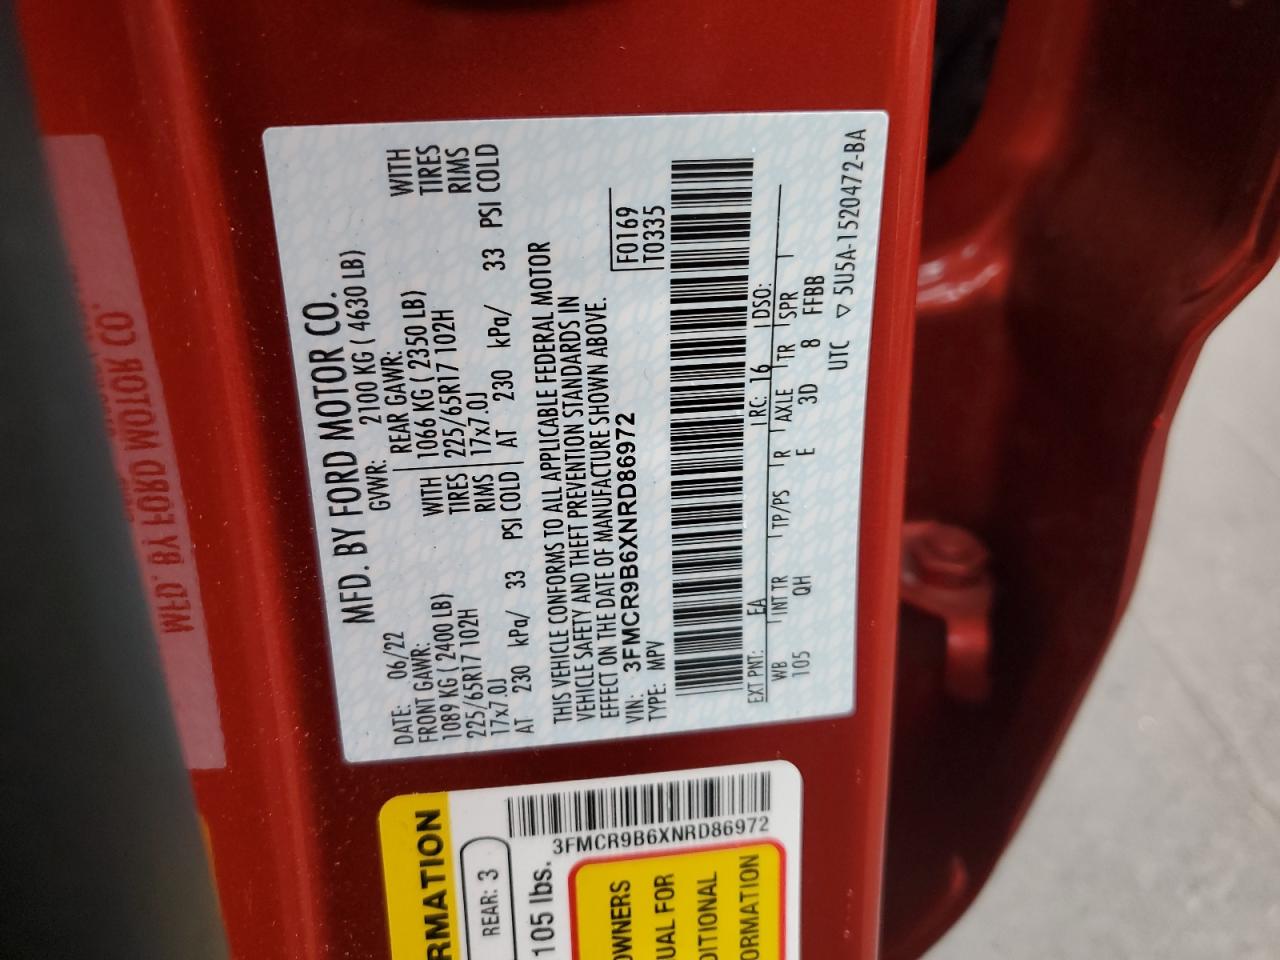 MFD. BY FORD MOTOR CO.
DATE: 06/22 GVWR: 2100 KG ( 4630 LB)
FRONT GAWR: REAR GAWR:
1089 KG ( 2400 LB) WITH 1066 KG ( 2350 LB) WITH
225/65R17 102H TIRES 225/65R17 102H TIRES
17x7.0J RIMS 17x7.0J RIMS
AT 230 kPa/ 33 PSI COLD AT 230 kPa/ 33 PSI COLD
THIS VEHICLE CONFORMS TO ALL APPLICABLE FEDERAL MOTOR
VEHICLE SAFETY AND THEFT PREVENTION STANDARDS IN
EFFECT ON THE DATE OF MANUFACTURE SHOWN ABOVE.
VIN: 3FMCR9B6XNRD86972 F0169
TYPE: MPV T0335
EXT PNT: EA RC: 16 DSO:
WB INT TR TP/PS R AXLE TR SPR
105 QH E 3D 8 FFBB
UTC ▽ 5U5A-1520472-BA
RMATION
REAR: 3
105 lbs.
3FMCR9B6XNRD86972
OWNERS
UAL FOR
DITIONAL
ORMATION
MFD. BY FORD MOTOR CO.